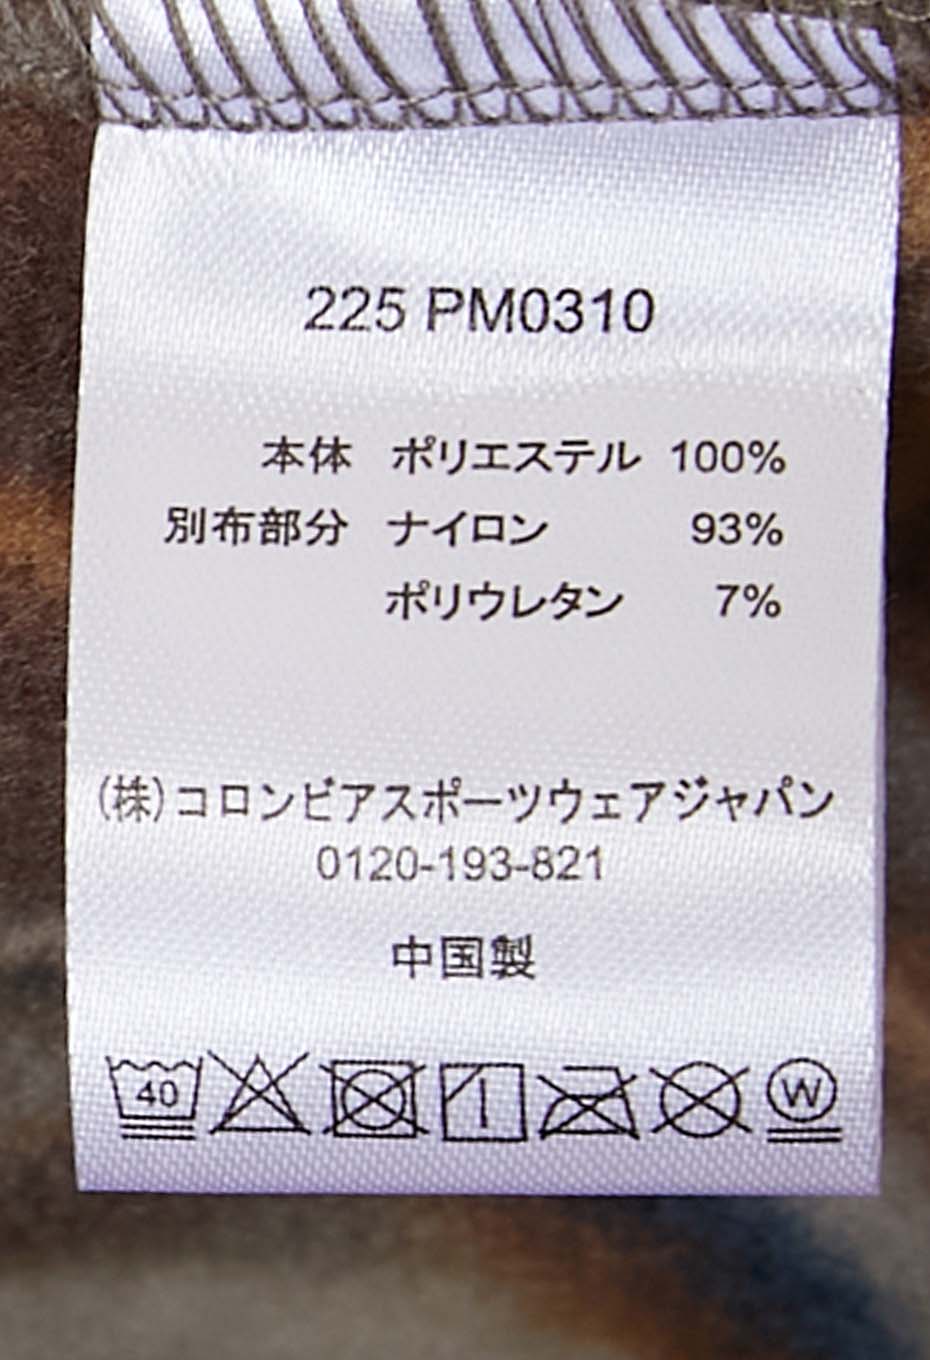 225 PM0310
本体 ポリエステル 100%
別布部分 ナイロン 93%
ポリウレタン 7%
(株)コロンビアスポーツウェアジャパン
0120-193-821
中国製
40 W